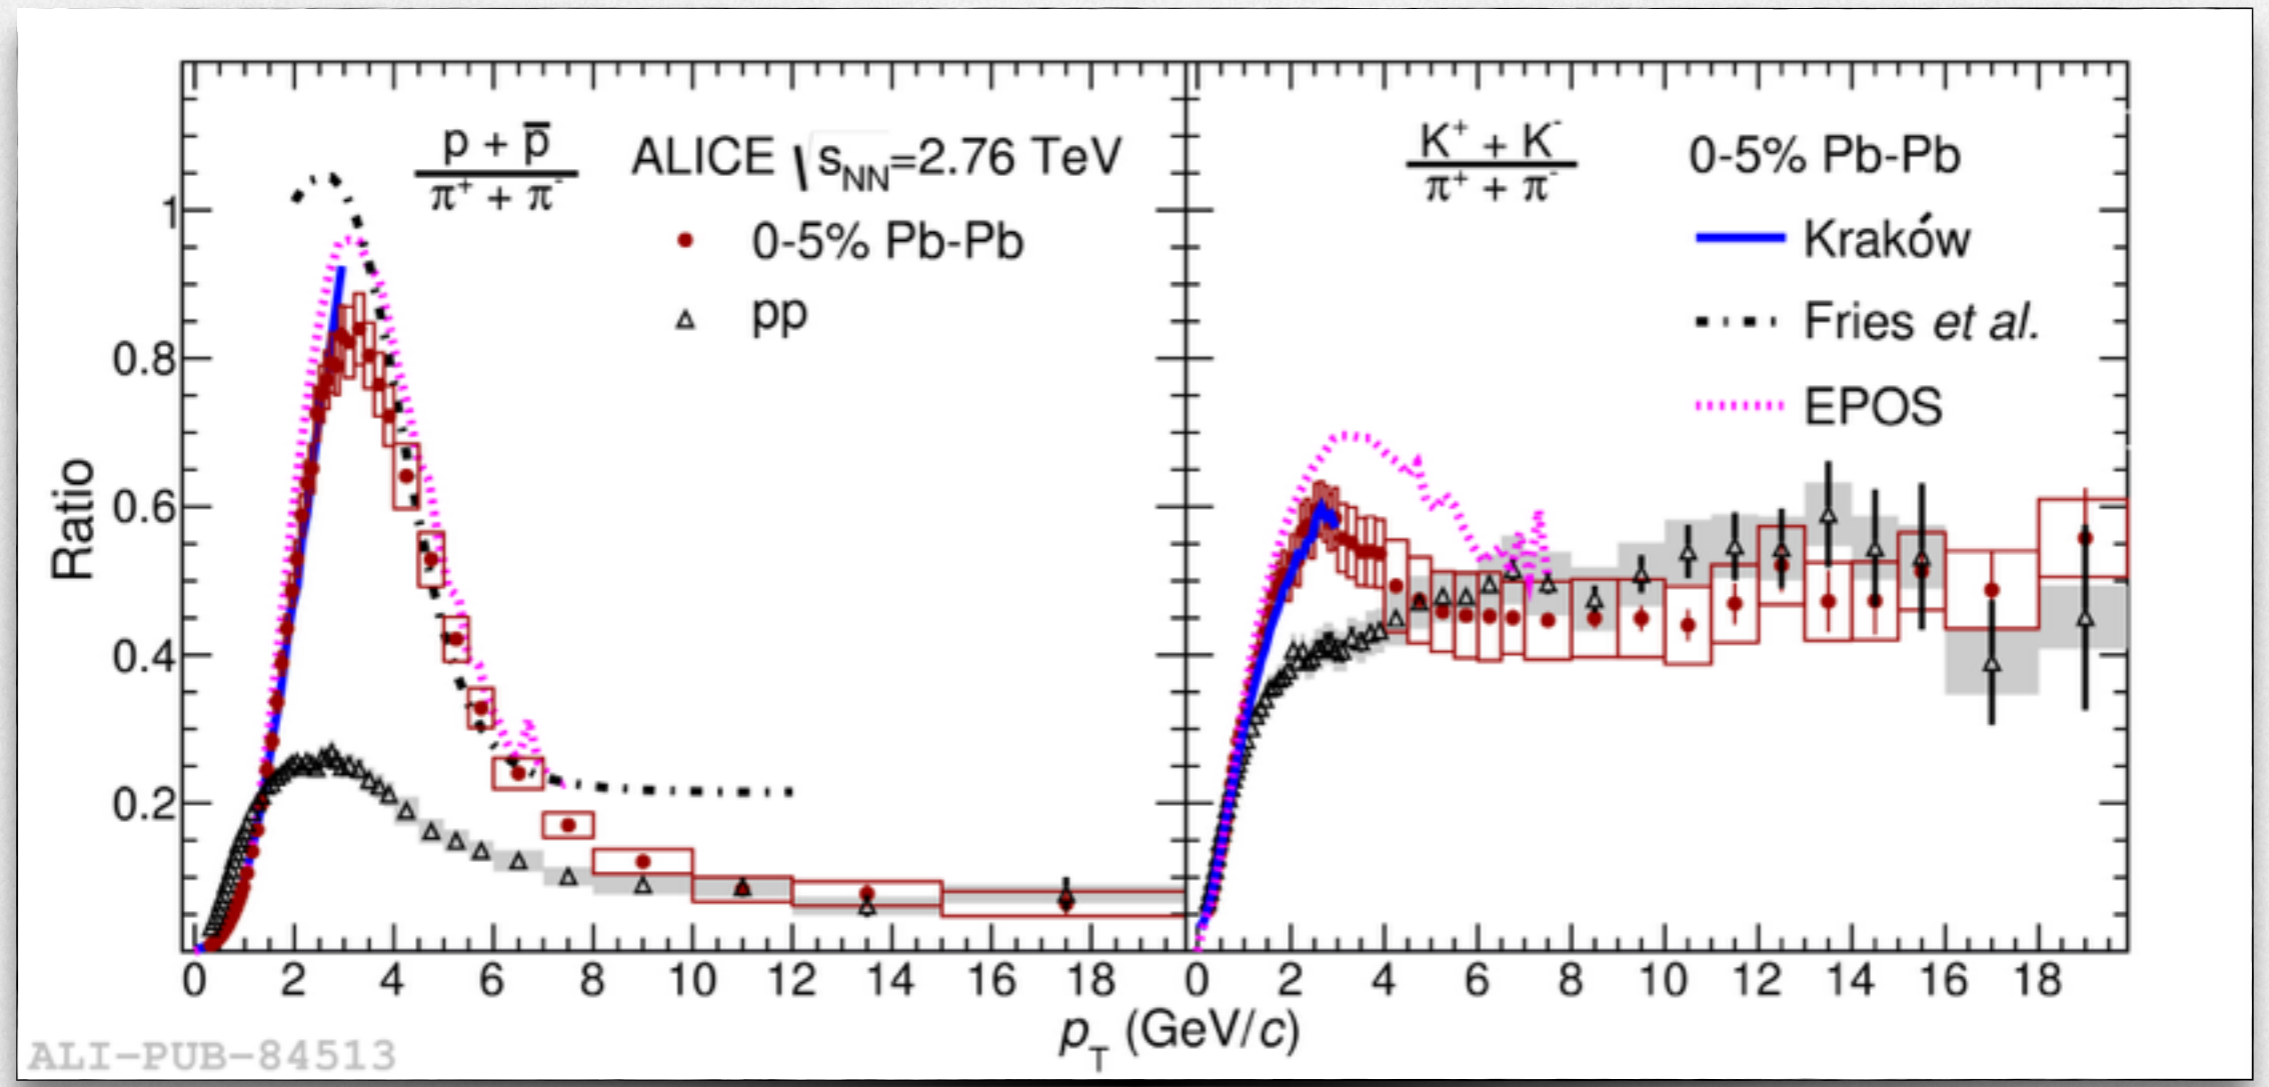 p + p̅
π⁺ + π⁻
ALICE √s_NN=2.76 TeV
0-5% Pb-Pb
pp
K⁺ + K⁻
π⁺ + π⁻
0-5% Pb-Pb
Kraków
Fries et al.
EPOS
Ratio
1
0.8
0.6
0.4
0.2
0 2 4 6 8 10 12 14 16 18
0 2 4 6 8 10 12 14 16 18
p_T (GeV/c)
ALI-PUB-84513